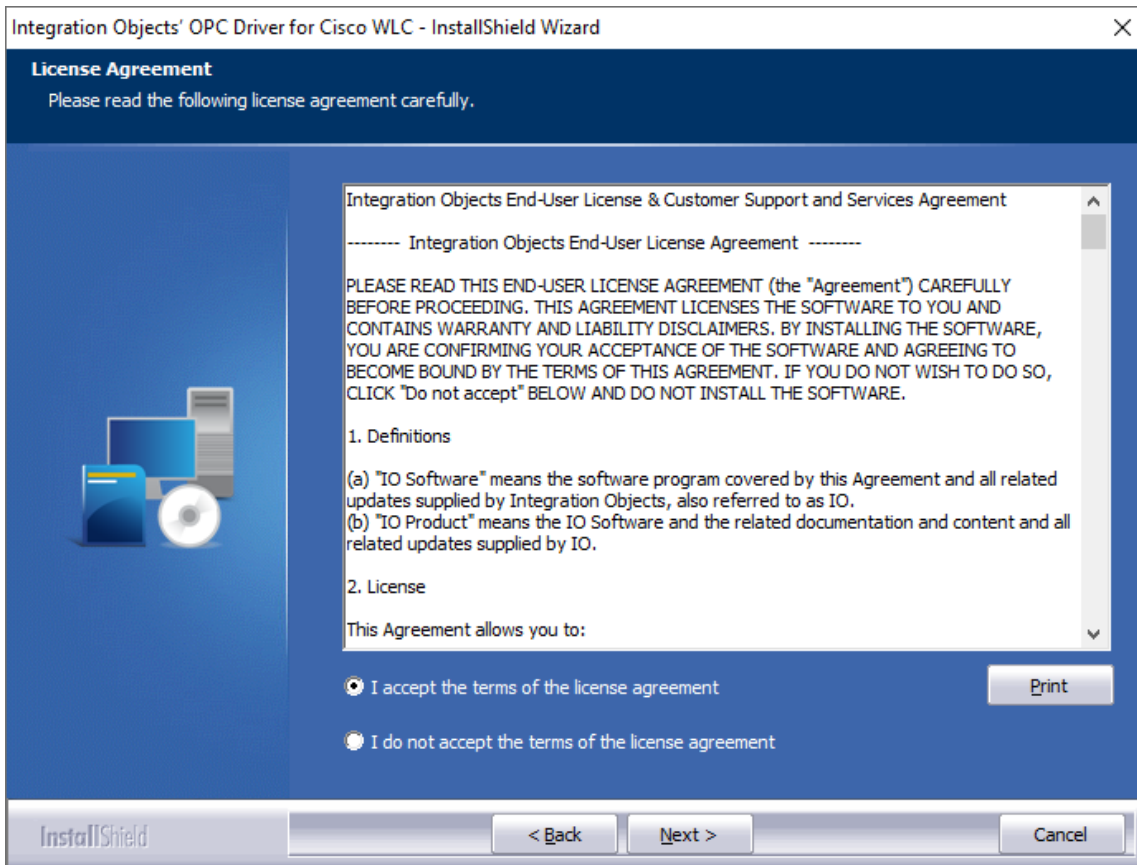 Integration Objects' OPC Driver for Cisco WLC - InstallShield Wizard
License Agreement
Please read the following license agreement carefully.
Integration Objects End-User License & Customer Support and Services Agreement
-------- Integration Objects End-User License Agreement --------
PLEASE READ THIS END-USER LICENSE AGREEMENT (the "Agreement") CAREFULLY
BEFORE PROCEEDING. THIS AGREEMENT LICENSES THE SOFTWARE TO YOU AND
CONTAINS WARRANTY AND LIABILITY DISCLAIMERS. BY INSTALLING THE SOFTWARE,
YOU ARE CONFIRMING YOUR ACCEPTANCE OF THE SOFTWARE AND AGREEING TO
BECOME BOUND BY THE TERMS OF THIS AGREEMENT. IF YOU DO NOT WISH TO DO SO,
CLICK "Do not accept" BELOW AND DO NOT INSTALL THE SOFTWARE.
1. Definitions
(a) "IO Software" means the software program covered by this Agreement and all related
updates supplied by Integration Objects, also referred to as IO.
(b) "IO Product" means the IO Software and the related documentation and content and all
related updates supplied by IO.
2. License
This Agreement allows you to:
I accept the terms of the license agreement
Print
I do not accept the terms of the license agreement
InstallShield
< Back
Next >
Cancel